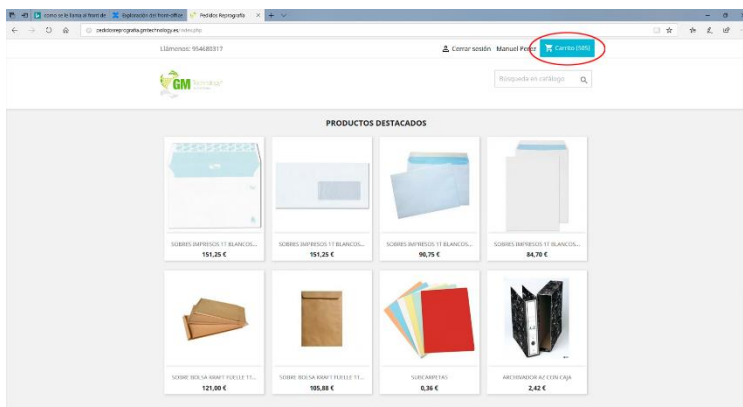 como se le llama al front de
Exploración del front-office
Pedidos Reprografía
pedidosreprografia.gmtechnology.es/index.php
Llámenos: 954680317
Cerrar sesión Manuel Perez Carrito (505)
GM Technology
Búsqueda en catálogo
PRODUCTOS DESTACADOS
SOBRES IMPRESOS 1T BLANCOS...
151,25 €
SOBRES IMPRESOS 1T BLANCOS...
151,25 €
SOBRES IMPRESOS 1T BLANCOS...
90,75 €
SOBRES IMPRESOS 1T BLANCOS...
84,70 €
SOBRE BOLSA KRAFT FUELLE 1T...
121,00 €
SOBRE BOLSA KRAFT FUELLE 1T...
105,88 €
SUBCARPETAS
0,36 €
ARCHIVADOR AZ CON CAJA
2,42 €